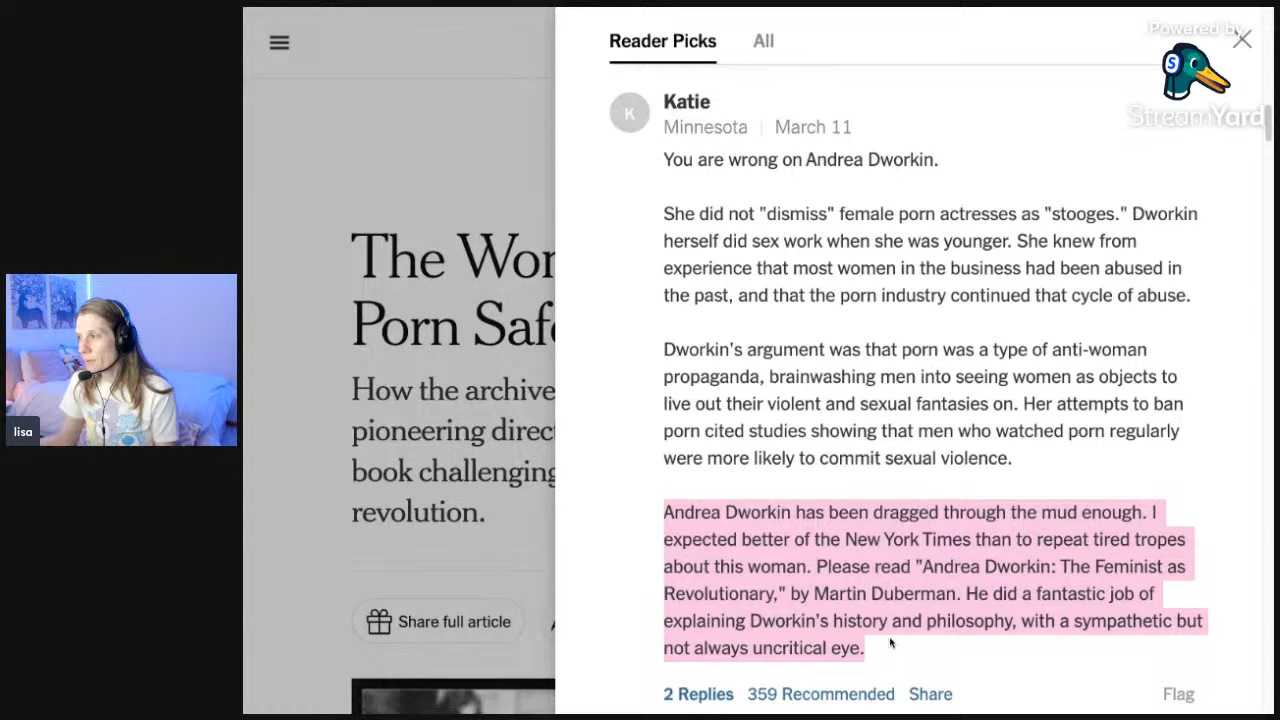 Powered by
StreamYard
Reader Picks All
K
Katie
Minnesota March 11
You are wrong on Andrea Dworkin.
She did not "dismiss" female porn actresses as "stooges." Dworkin
herself did sex work when she was younger. She knew from
experience that most women in the business had been abused in
the past, and that the porn industry continued that cycle of abuse.
Dworkin's argument was that porn was a type of anti-woman
propaganda, brainwashing men into seeing women as objects to
live out their violent and sexual fantasies on. Her attempts to ban
porn cited studies showing that men who watched porn regularly
were more likely to commit sexual violence.
Andrea Dworkin has been dragged through the mud enough. I
expected better of the New York Times than to repeat tired tropes
about this woman. Please read "Andrea Dworkin: The Feminist as
Revolutionary," by Martin Duberman. He did a fantastic job of
explaining Dworkin's history and philosophy, with a sympathetic but
not always uncritical eye.
2 Replies 359 Recommended Share Flag
The Wo
Porn Saf
How the archive
pioneering direc
book challenging
revolution.
Share full article
lisa